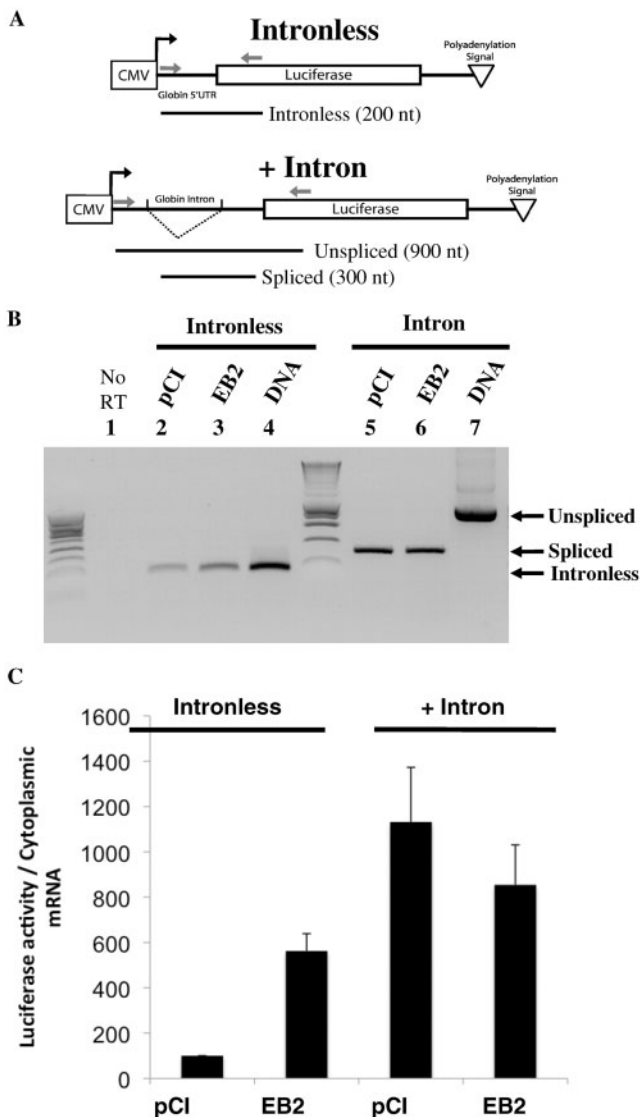 A
Intronless
Polyadenylation
Signal
CMV
Luciferase
Globin 5'UTR
Intronless (200 nt)
+ Intron
Polyadenylation
Signal
CMV
Globin Intron
Luciferase
Unspliced (900 nt)
Spliced (300 nt)
B
Intronless
Intron
No
RT
pCI
EB2
DNA
pCI
EB2
DNA
1
2
3
4
5
6
7
Unspliced
Spliced
Intronless
C
Intronless
+ Intron
Luciferase activity / Cytoplasmic
mRNA
1600
1400
1200
1000
800
600
400
200
0
pCI
EB2
pCI
EB2